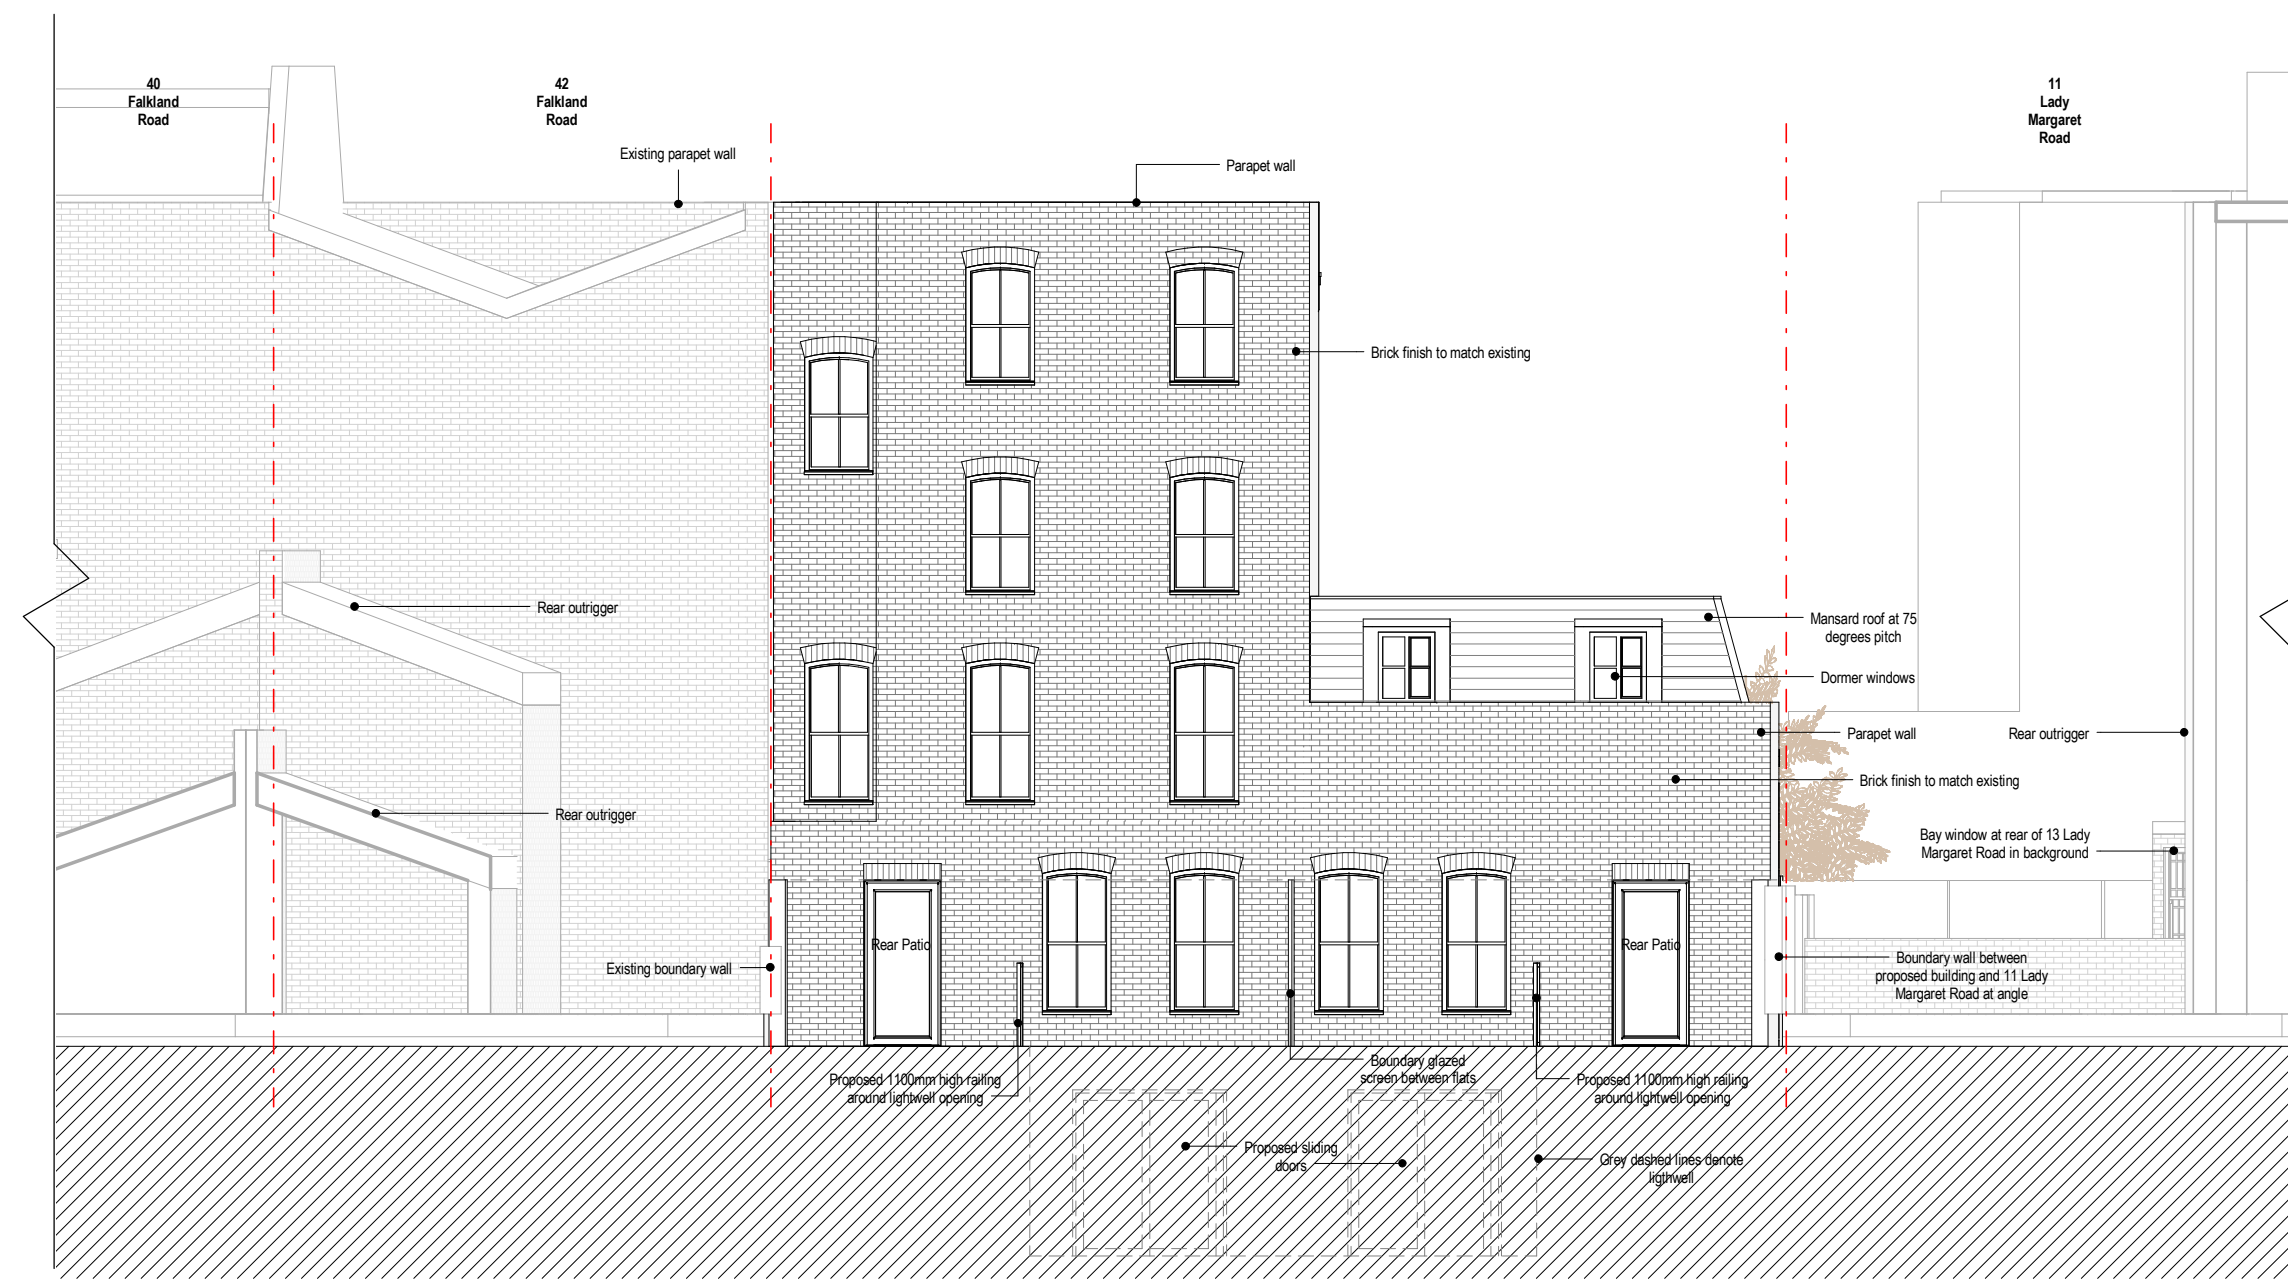 40
Falkland
Road
42
Falkland
Road
11
Lady
Margaret
Road
Existing parapet wall
Parapet wall
Brick finish to match existing
Rear outrigger
Mansard roof at 75
degrees pitch
Dormer windows
Parapet wall
Rear outrigger
Brick finish to match existing
Rear outrigger
Bay window at rear of 13 Lady
Margaret Road in background
Rear Patio
Rear Patio
Existing boundary wall
Boundary wall between
proposed building and 11 Lady
Margaret Road at angle
Boundary glazed
screen between flats
Proposed 1100mm high railing
around lightwell opening
Proposed 1100mm high railing
around lightwell opening
Proposed sliding
doors
Grey dashed lines denote
ligthwell